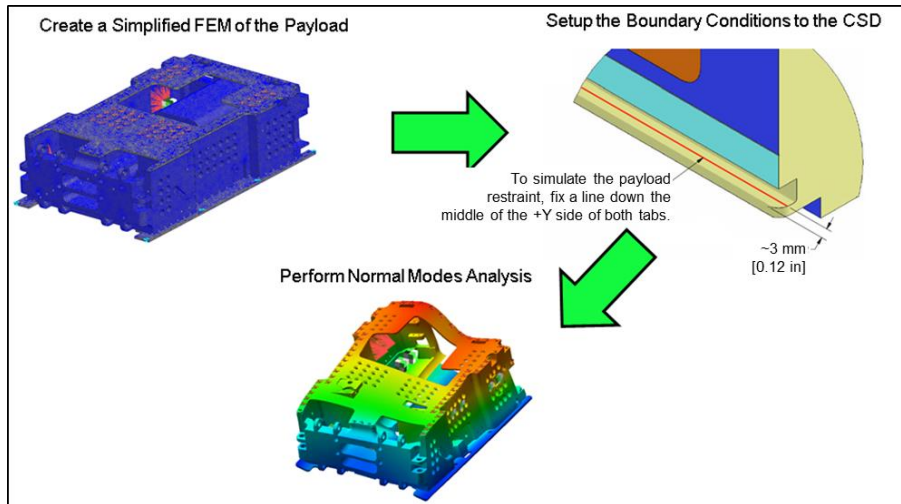 Create a Simplified FEM of the Payload
Setup the Boundary Conditions to the CSD
To simulate the payload
restraint, fix a line down the
middle of the +Y side of both tabs.
~3 mm
[0.12 in]
Perform Normal Modes Analysis